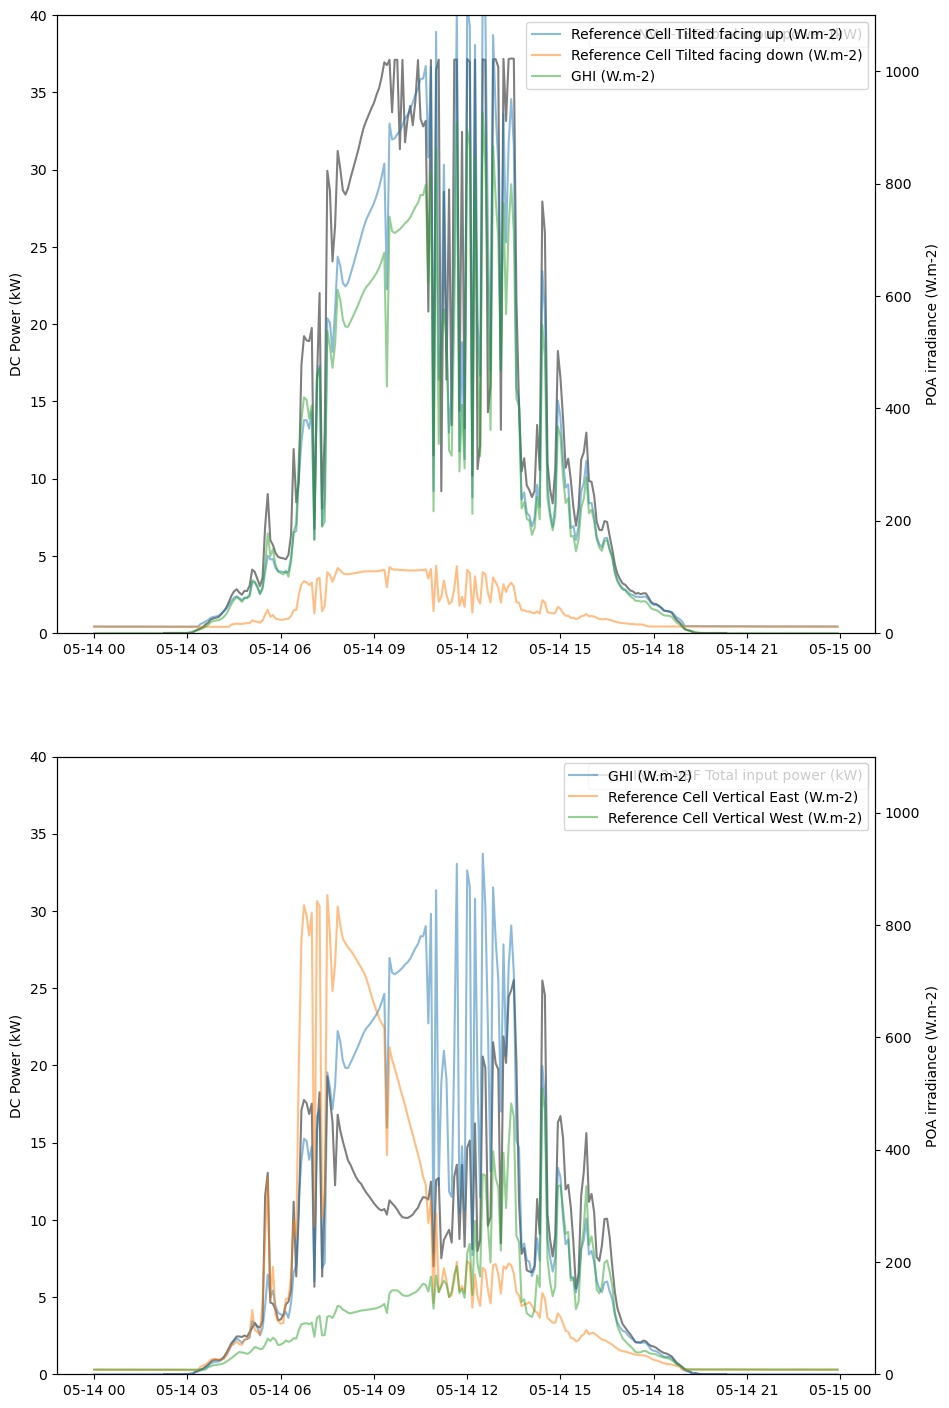 40
35
30
25
20
15
10
5
0
DC Power (kW)
Reference Cell Tilted facing up (W.m-2)
Reference Cell Tilted facing down (W.m-2)
GHI (W.m-2)
1000
800
600
400
200
0
POA irradiance (W.m-2)
05-14 00 05-14 03 05-14 06 05-14 09 05-14 12 05-14 15 05-14 18 05-14 21 05-15 00
40
35
30
25
20
15
10
5
0
DC Power (kW)
GHI (W.m-2) Total input power (kW)
Reference Cell Vertical East (W.m-2)
Reference Cell Vertical West (W.m-2)
1000
800
600
400
200
0
POA irradiance (W.m-2)
05-14 00 05-14 03 05-14 06 05-14 09 05-14 12 05-14 15 05-14 18 05-14 21 05-15 00